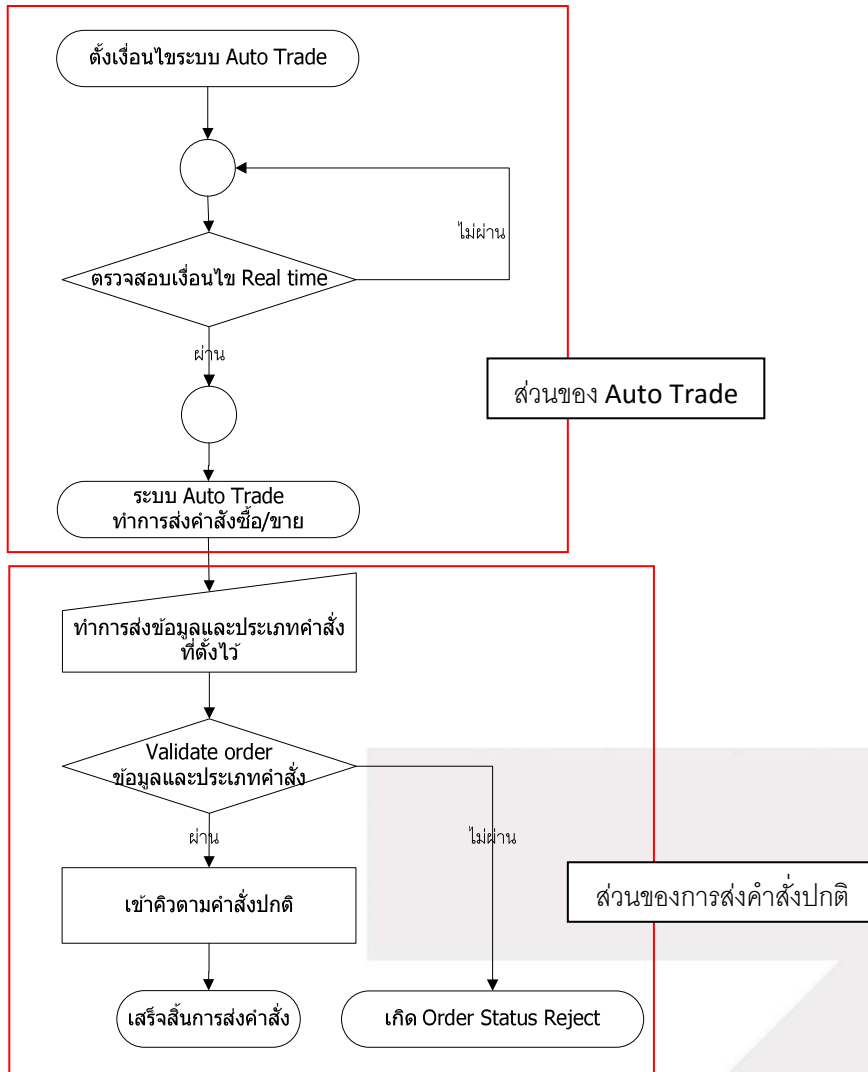 ตั้งเงื่อนไขระบบ Auto Trade
ไม่ผ่าน
ตรวจสอบเงื่อนไข Real time
ผ่าน
ส่วนของ Auto Trade
ระบบ Auto Trade
ทำการส่งคำสั่งซื้อ/ขาย
ทำการส่งข้อมูลและประเภทคำสั่ง
ที่ตั้งไว้
Validate order
ข้อมูลและประเภทคำสั่ง
ผ่าน
ไม่ผ่าน
ส่วนของการส่งคำสั่งปกติ
เข้าคิวตามคำสั่งปกติ
เสร็จสิ้นการส่งคำสั่ง
เกิด Order Status Reject